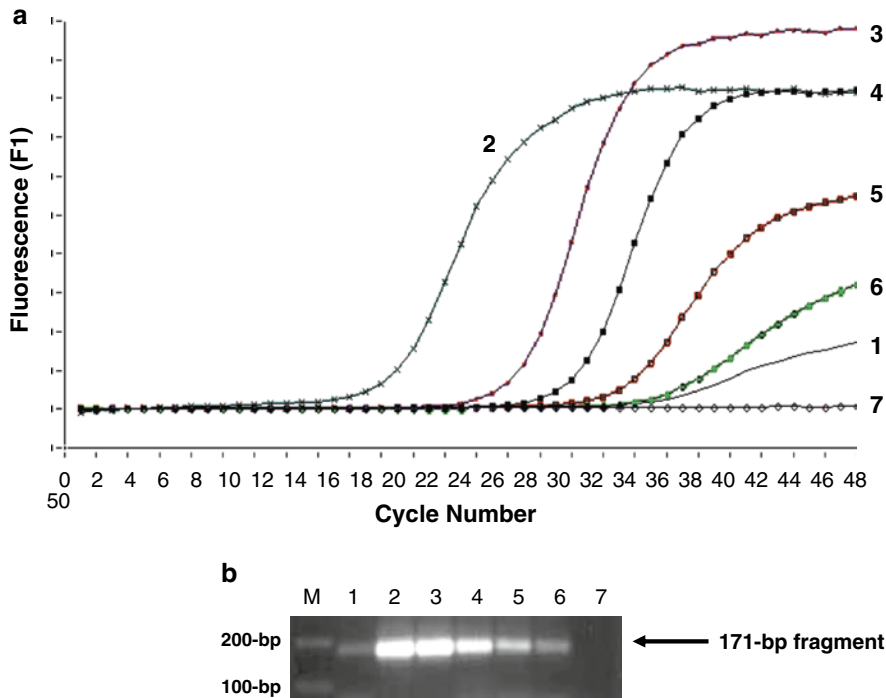 a
Fluorescence (F1)
2
3
4
5
6
1
7
0 2 4 6 8 10 12 14 16 18 20 22 24 26 28 30 32 34 36 38 40 42 44 46 48
50
Cycle Number
b
M 1 2 3 4 5 6 7
200-bp
171-bp fragment
100-bp